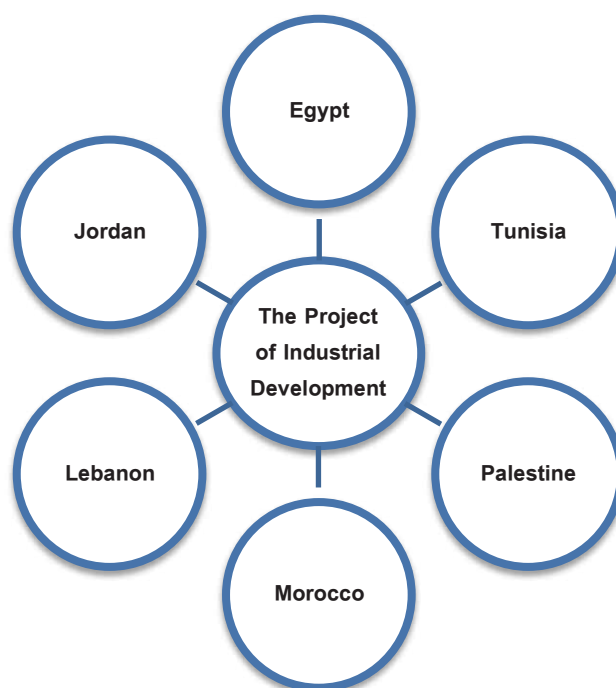 Egypt
Jordan
Tunisia
The Project
of Industrial
Development
Lebanon
Palestine
Morocco